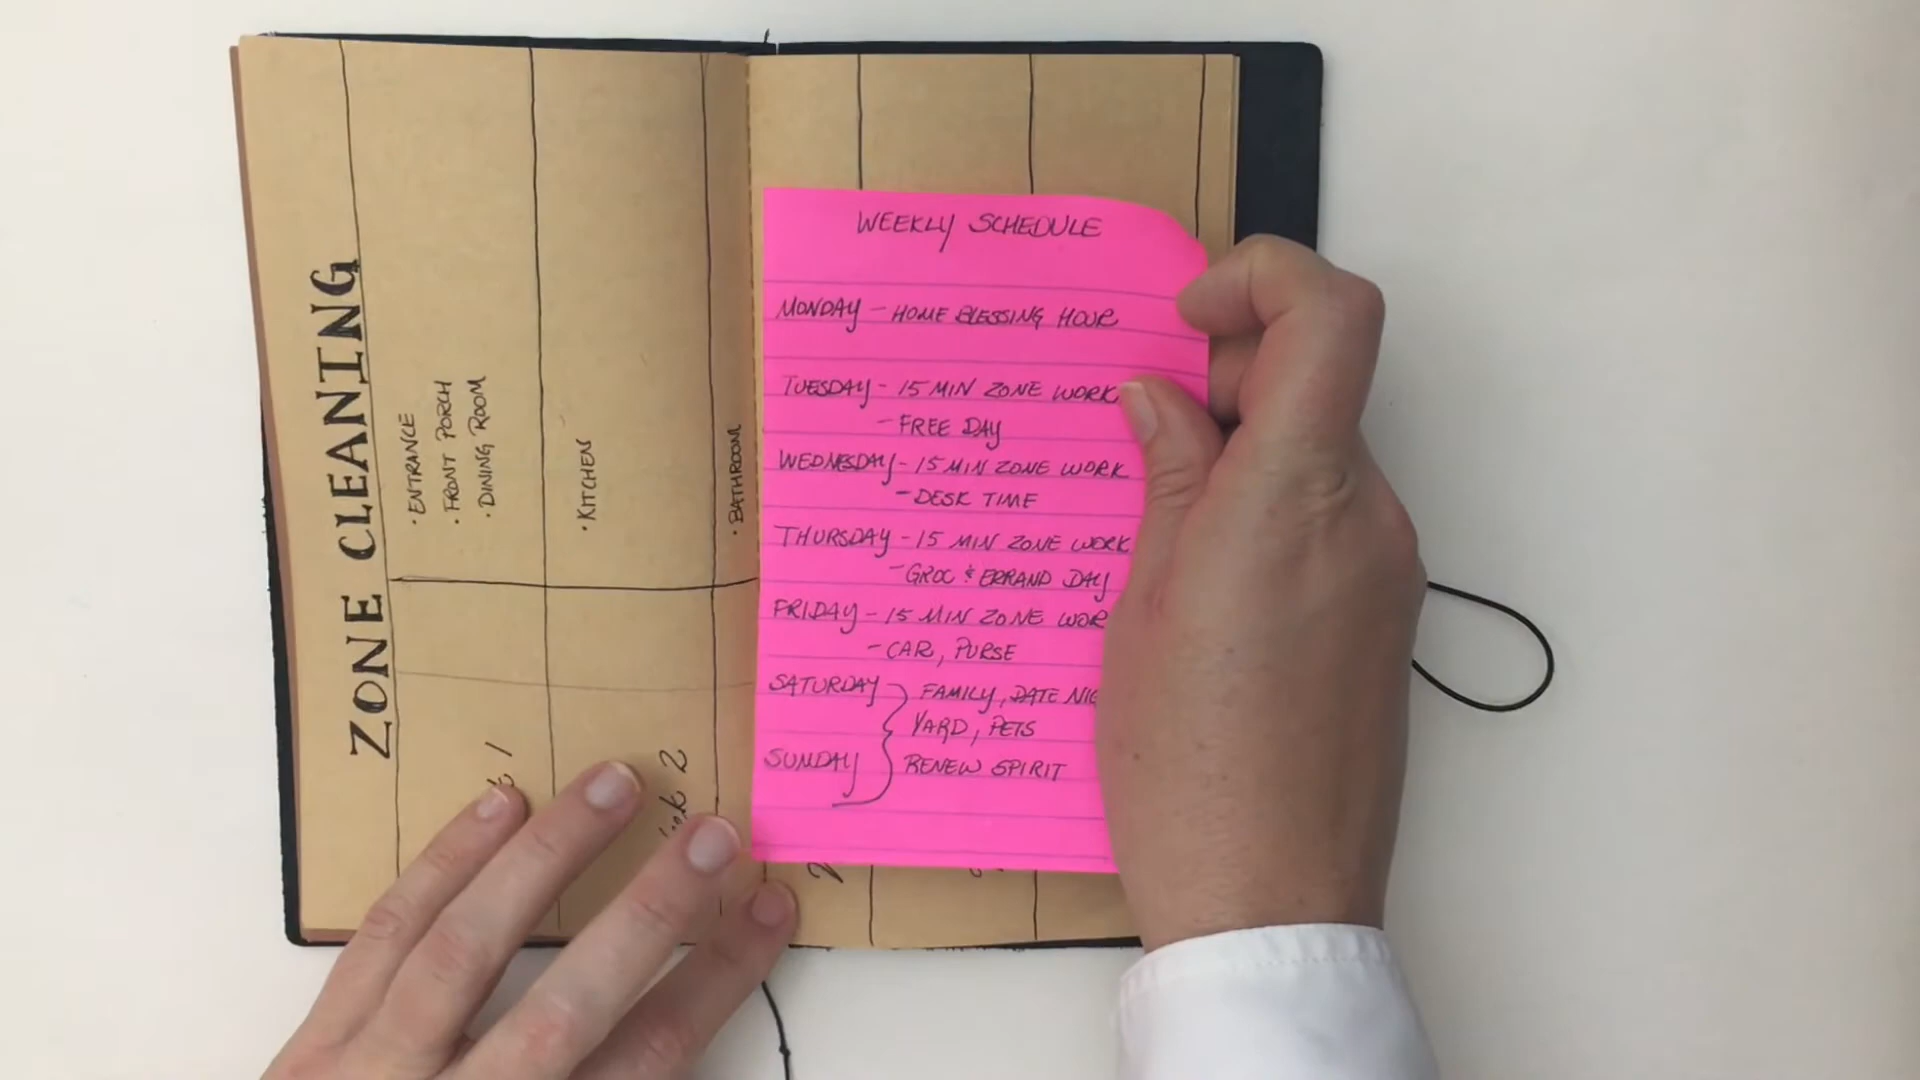 ZONE CLEANING
· ENTRANCE
· FRONT PORCH
· DINING ROOM
1
· KITCHEN
2
· BATHROOM
WEEKLY SCHEDULE
MONDAY - HOME BLESSING HOUR
TUESDAY - 15 MIN ZONE WORK
- FREE DAY
WEDNESDAY - 15 MIN ZONE WORK
- DESK TIME
THURSDAY - 15 MIN ZONE WORK
- GROC & ERRAND DAY
FRIDAY - 15 MIN ZONE WOR
- CAR, PURSE
SATURDAY } FAMILY, DATE NIG
YARD, PETS
SUNDAY RENEW SPIRIT